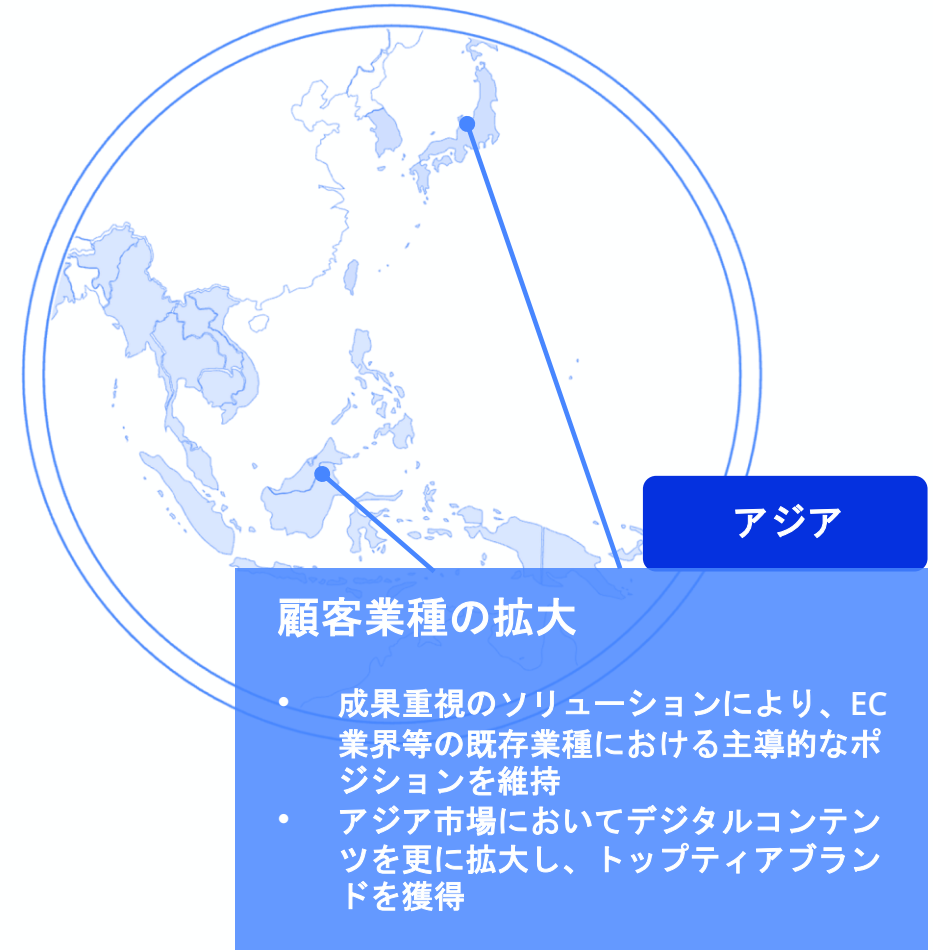 アジア
顧客業種の拡大
• 成果重視のソリューションにより、EC
業界等の既存業種における主導的なポ
ジションを維持
• アジア市場においてデジタルコンテン
ツを更に拡大し、トップティアブラン
ドを獲得